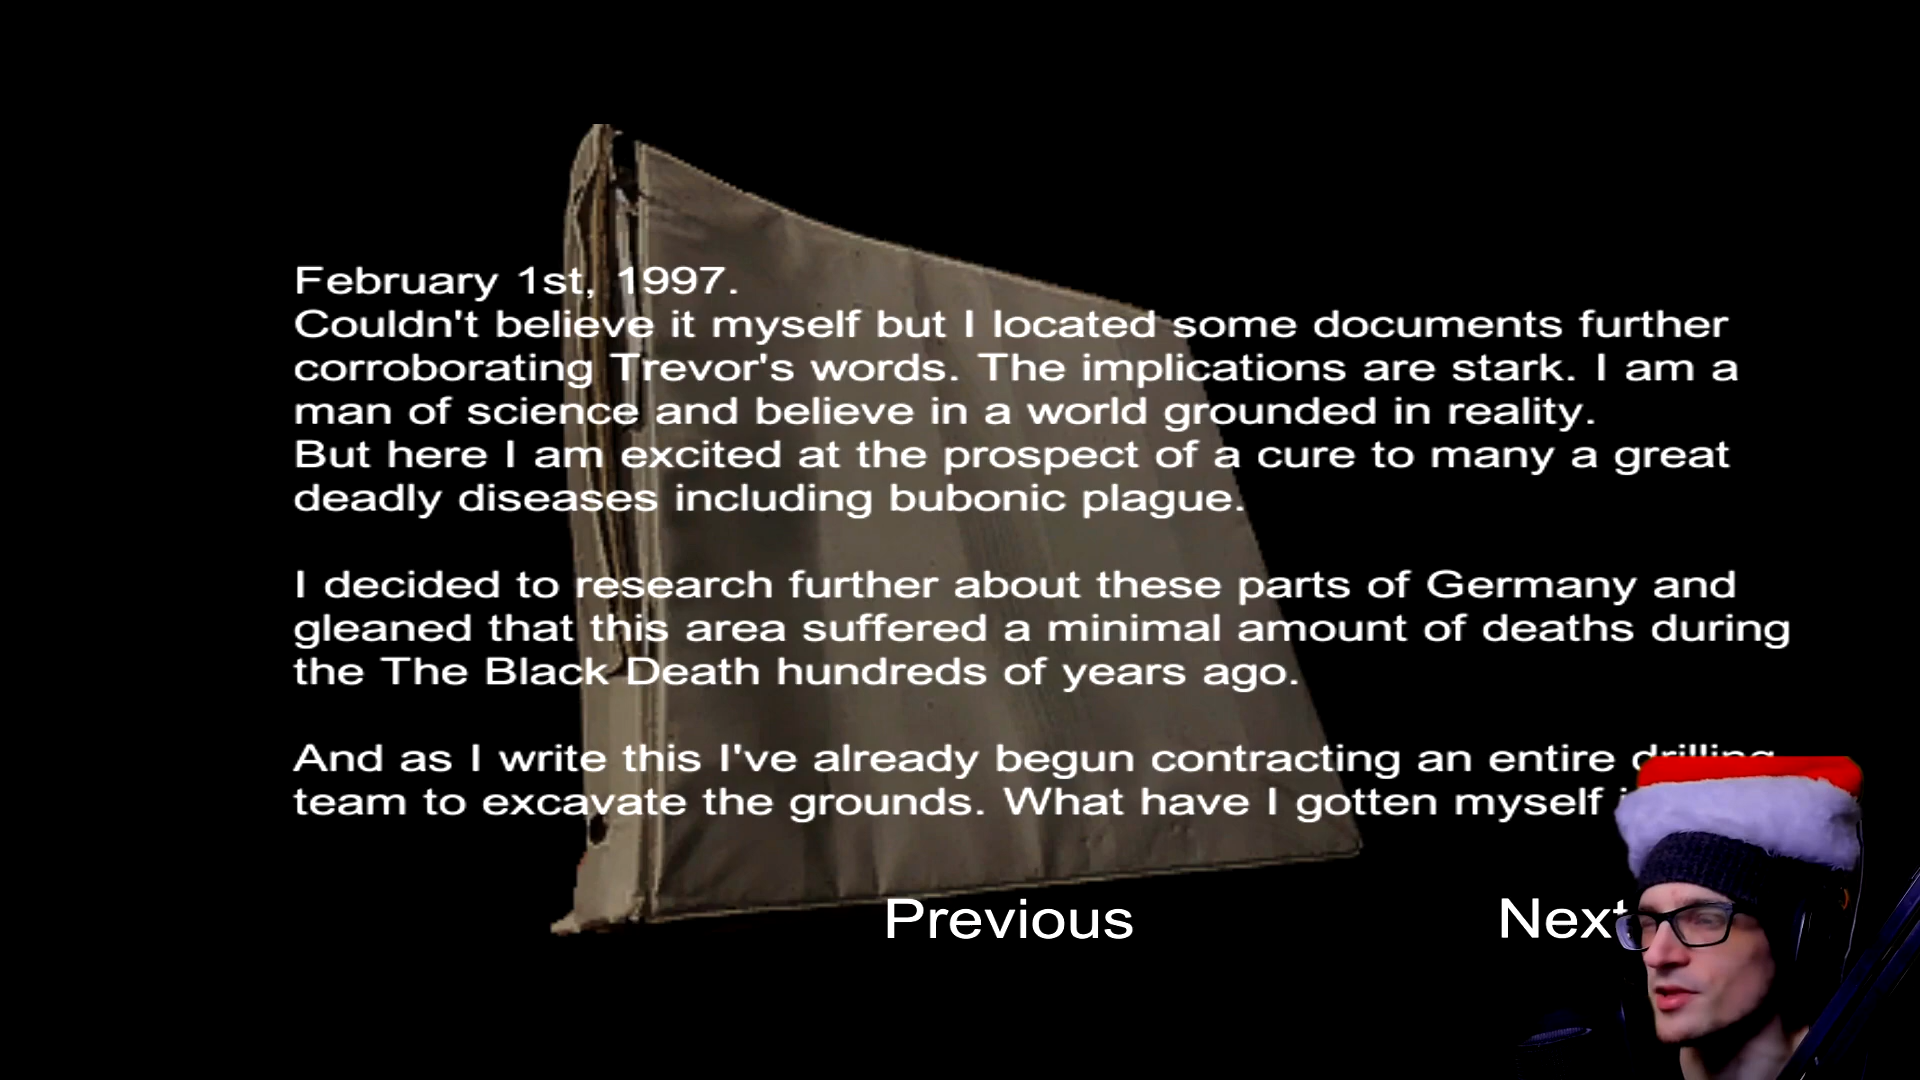 February 1st, 1997.
Couldn't believe it myself but I located some documents further
corroborating Trevor's words. The implications are stark. I am a
man of science and believe in a world grounded in reality.
But here I am excited at the prospect of a cure to many a great
deadly diseases including bubonic plague.
I decided to research further about these parts of Germany and
gleaned that this area suffered a minimal amount of deaths during
the The Black Death hundreds of years ago.
And as I write this I've already begun contracting an entire drilling
team to excavate the grounds. What have I gotten myself
Previous
Next